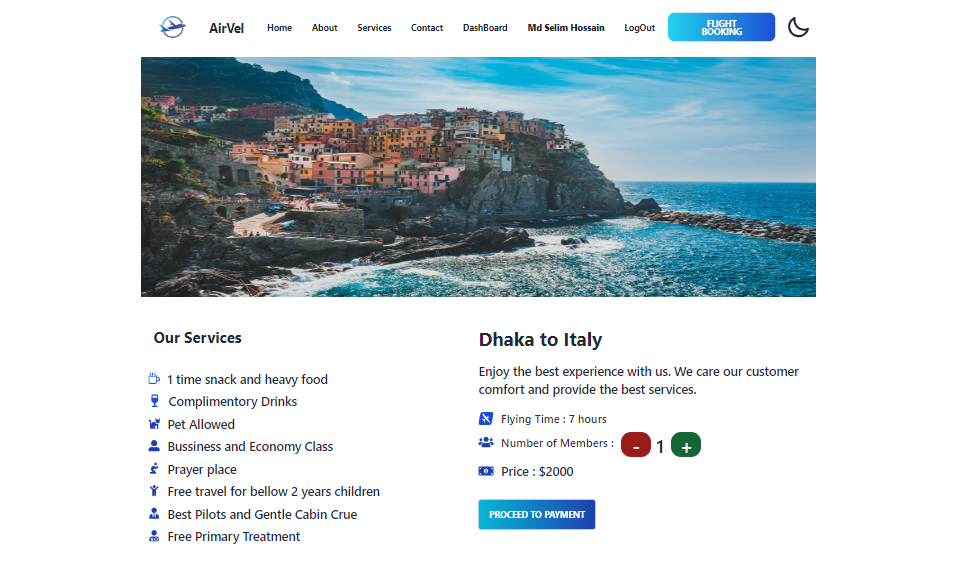 AirVel
Home
About
Services
Contact
DashBoard
Md Selim Hossain
LogOut
FLIGHT
BOOKING
Our Services
1 time snack and heavy food
Complimentory Drinks
Pet Allowed
Bussiness and Economy Class
Prayer place
Free travel for bellow 2 years children
Best Pilots and Gentle Cabin Crue
Free Primary Treatment
Dhaka to Italy
Enjoy the best experience with us. We care our customer
comfort and provide the best services.
Flying Time : 7 hours
Number of Members : - 1 +
Price : $2000
PROCEED TO PAYMENT